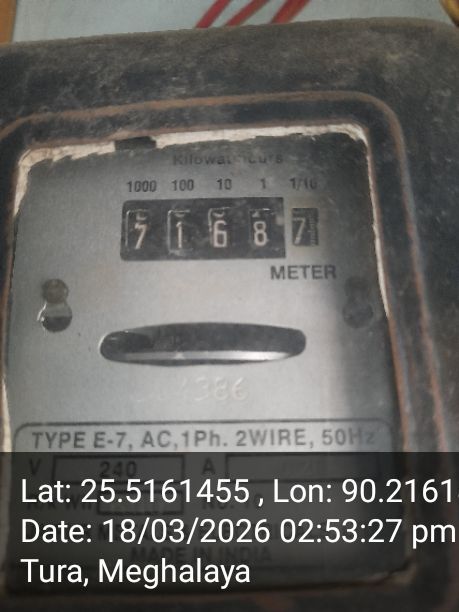 Kilowatthours
1000 100 10 1 1/10
7 1 6 8 7
METER
TYPE E-7, AC,1Ph. 2WIRE, 50Hz
V 240 A
Lat: 25.5161455 , Lon: 90.2161
Date: 18/03/2026 02:53:27 pm
MADE IN INDIA
Tura, Meghalaya